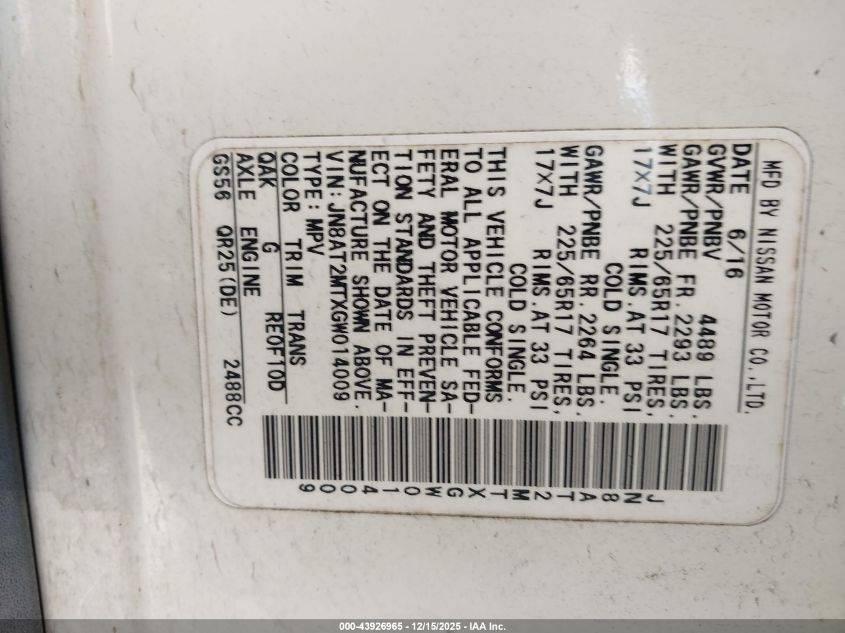 MFD BY NISSAN MOTOR CO.,LTD.
DATE 6/16
GVWR/PNBV 4489 LBS.
GAWR/PNBE FR.2293 LBS.
WITH 225/65R17 TIRES,
17X7J RIMS AT 33 PSI
COLD SINGLE.
GAWR/PNBE RR.2264 LBS.
WITH 225/65R17 TIRES,
17X7J RIMS.AT 33 PSI
COLD SINGLE.
THIS VEHICLE CONFORMS
TO ALL APPLICABLE FED-
ERAL MOTOR VEHICLE SA-
FETY AND THEFT PREVEN-
TION STANDARDS IN EFF-
ECT ON THE DATE OF MA-
NUFACTURE SHOWN ABOVE.
VIN:JN8AT2MTXGW014009
TYPE:MPV
COLOR TRIM TRANS
QAK G RE0F10D
AXLE ENGINE
GS56 QR25(DE) 2488CC
JN8AT2MTXGW014009
000-43926965 - 12/15/2025 - IAA Inc.